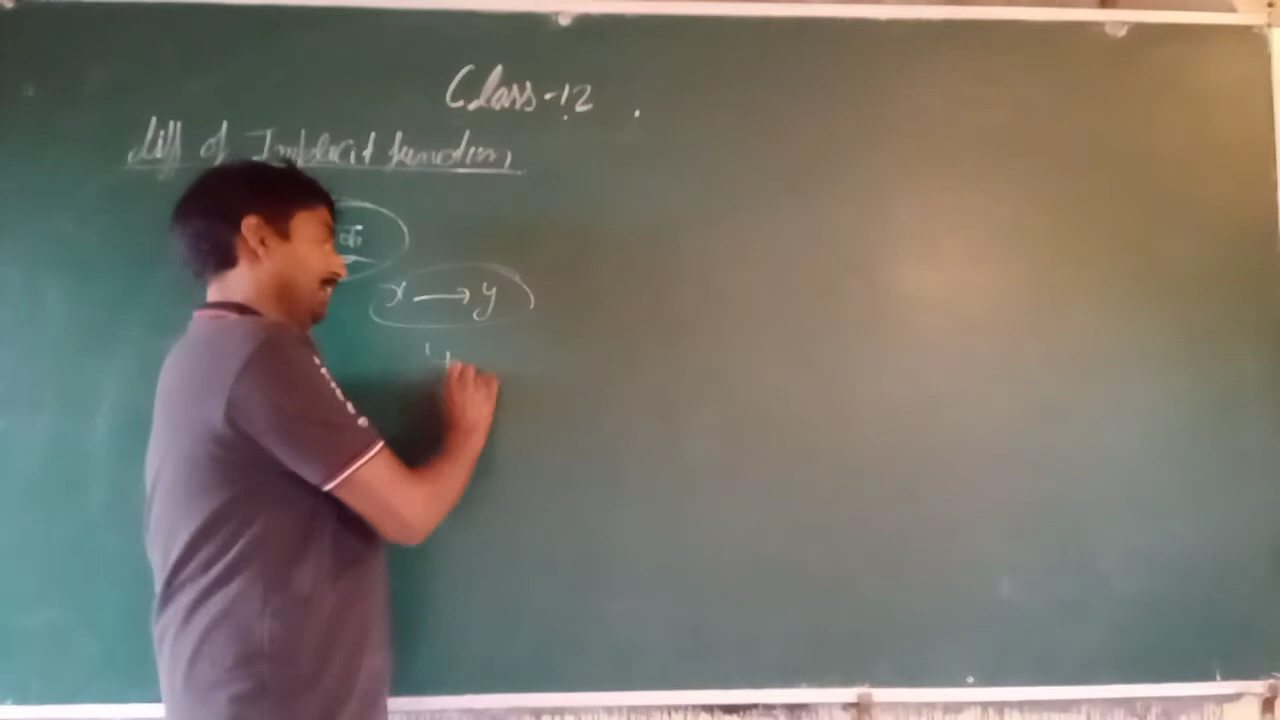 Class-12
Diff of Implicit function
x → y
y